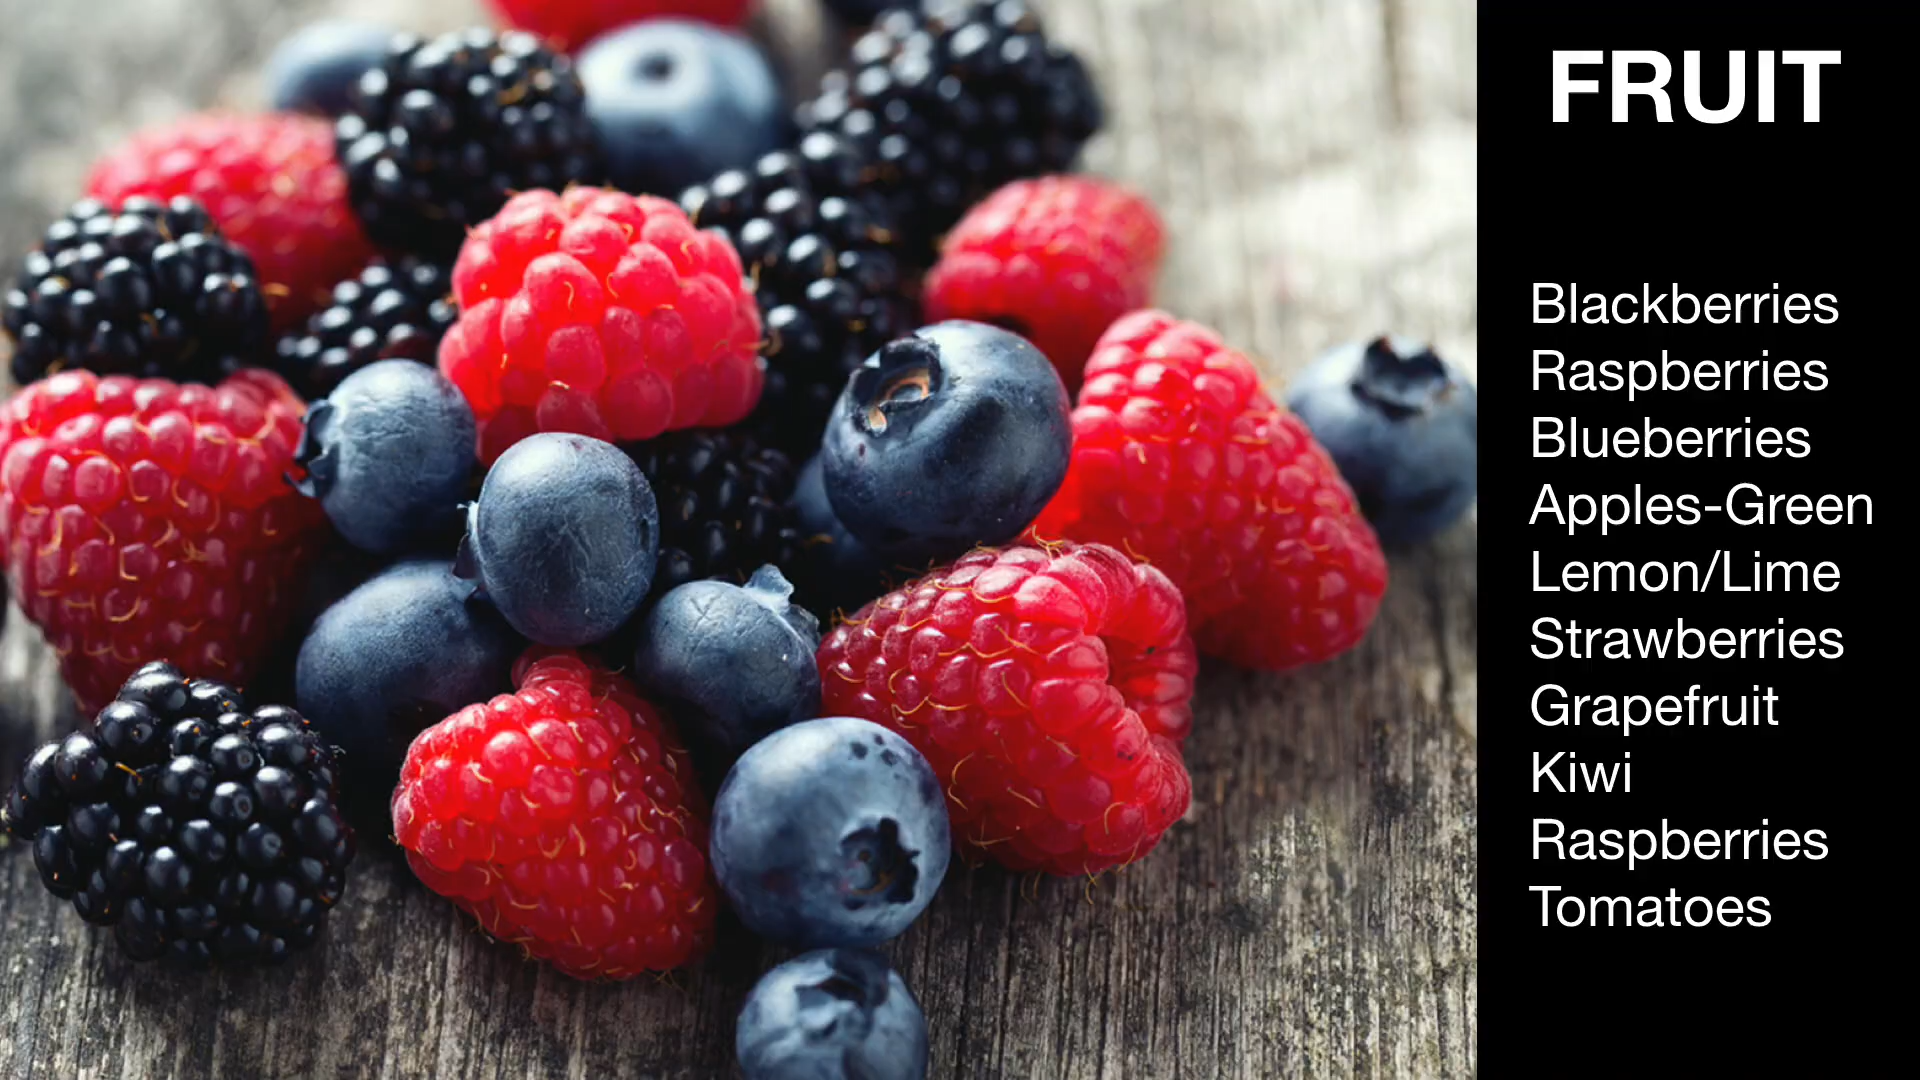 FRUIT
Blackberries
Raspberries
Blueberries
Apples-Green
Lemon/Lime
Strawberries
Grapefruit
Kiwi
Raspberries
Tomatoes